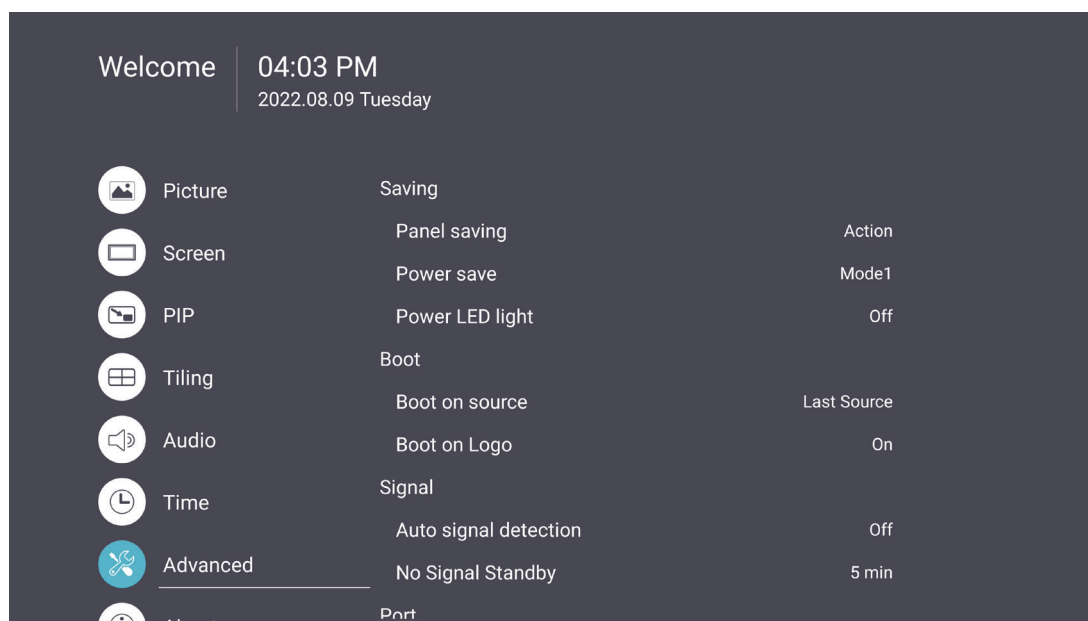 Welcome
04:03 PM
2022.08.09 Tuesday
Picture
Screen
PIP
Tiling
Audio
Time
Advanced
Saving
Panel saving Action
Power save Mode1
Power LED light Off
Boot
Boot on source Last Source
Boot on Logo On
Signal
Auto signal detection Off
No Signal Standby 5 min
Port